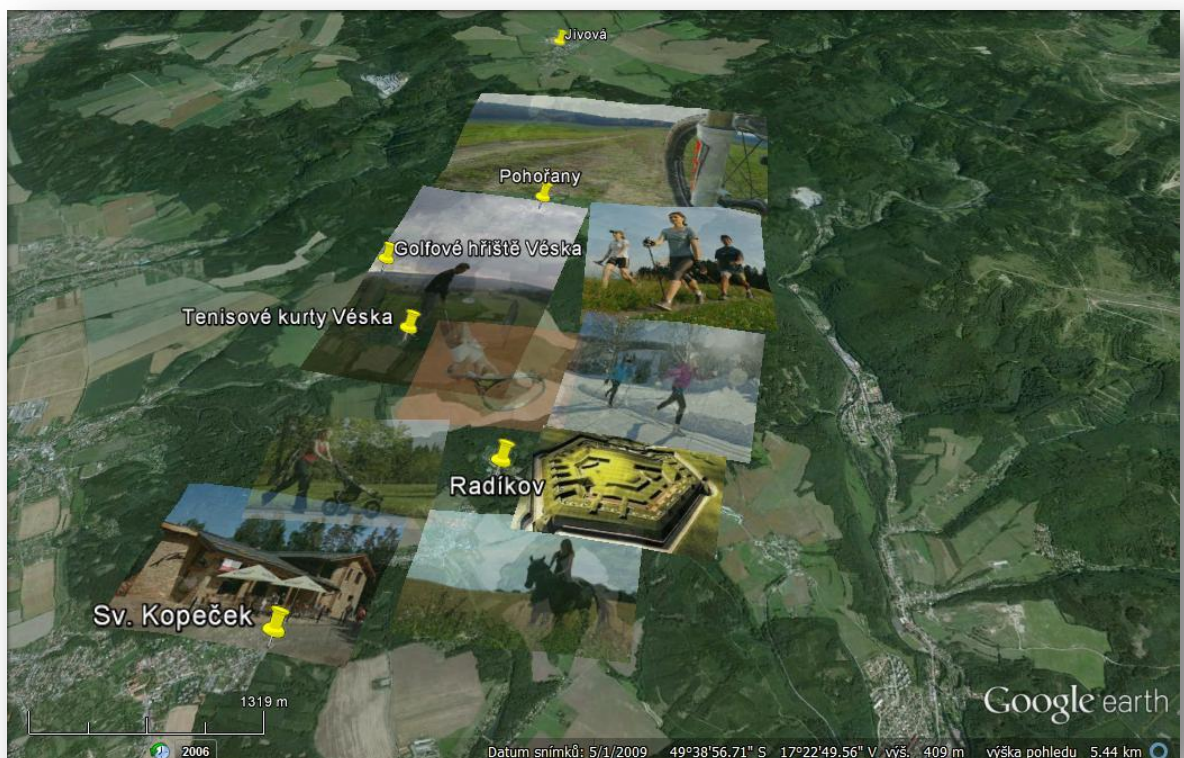 Jívová
Pohořany
Golfové hřiště Véska
Tenisové kurty Véska
Radíkov
Sv. Kopeček
1319 m
Google earth
2006
Datum snímků: 5/1/2009 49°38'56.71" S 17°22'49.56" V výš. 409 m výška pohledu 5.44 km